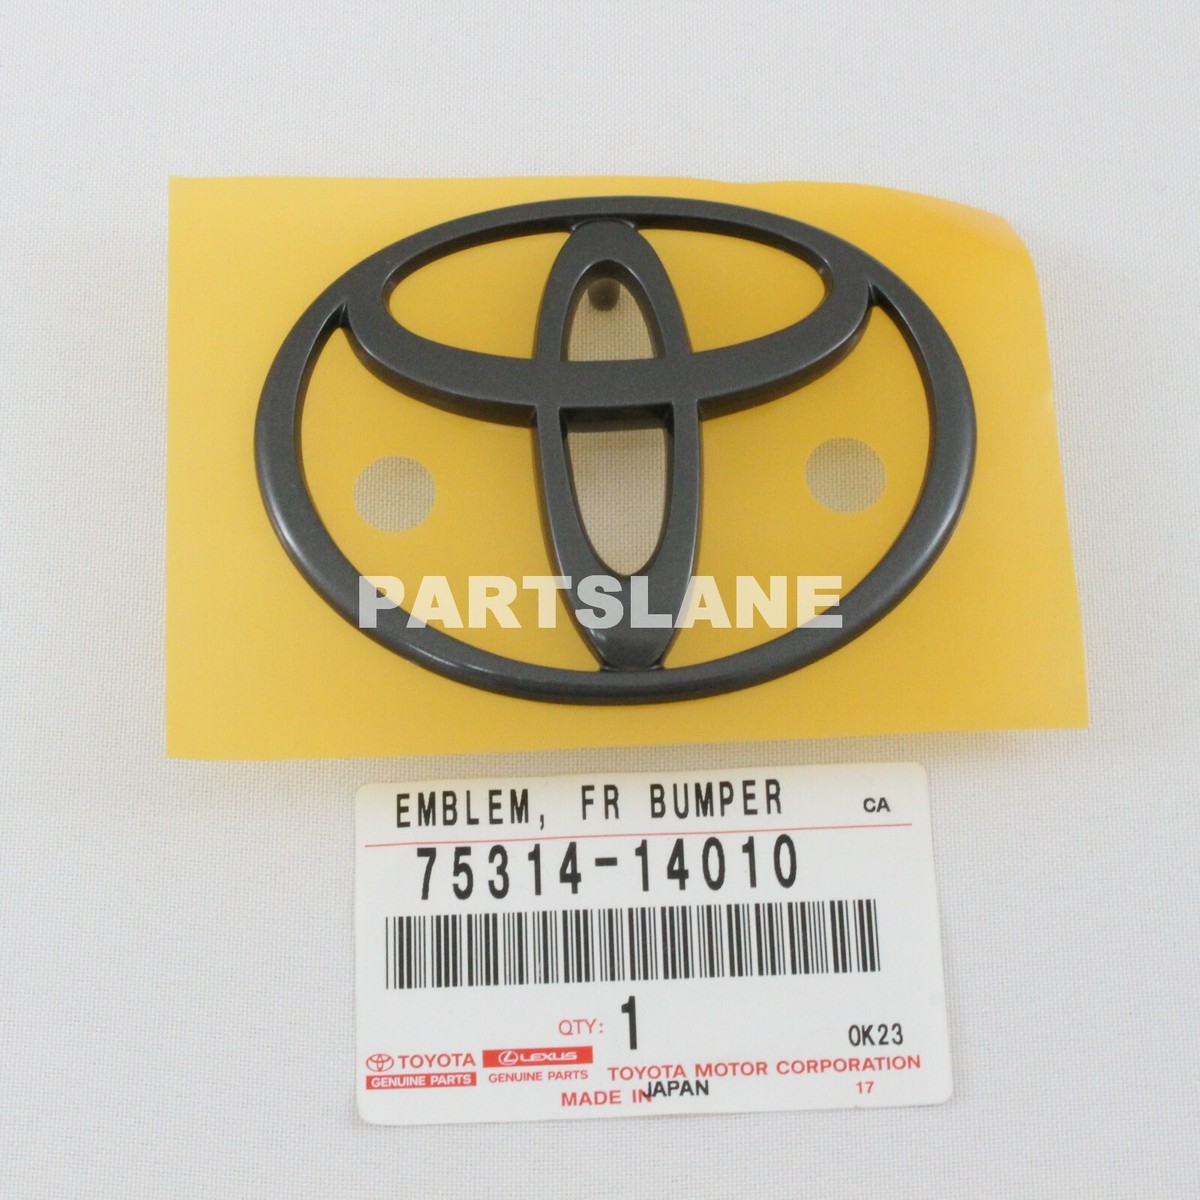 PARTSLANE
EMBLEM, FR BUMPER CA
75314-14010
QTY: 1 0K23
TOYOTA LEXUS
GENUINE PARTS GENUINE PARTS TOYOTA MOTOR CORPORATION
MADE IN JAPAN 17